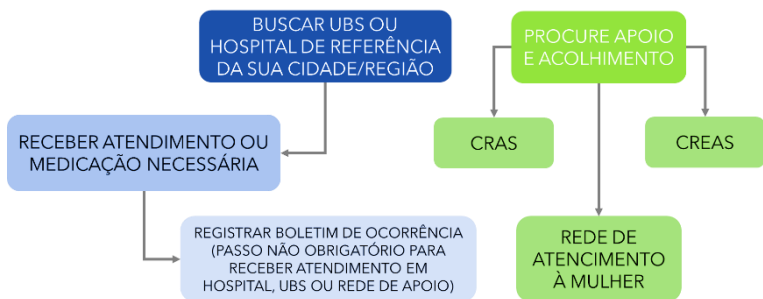 BUSCAR UBS OU
HOSPITAL DE REFERÊNCIA
DA SUA CIDADE/REGIÃO
RECEBER ATENDIMENTO OU
MEDICAÇÃO NECESSÁRIA
REGISTRAR BOLETIM DE OCORRÊNCIA
(PASSO NÃO OBRIGATÓRIO PARA
RECEBER ATENDIMENTO EM
HOSPITAL, UBS OU REDE DE APOIO)
PROCURE APOIO
E ACOLHIMENTO
CRAS
CREAS
REDE DE
ATENCIMENTO
À MULHER